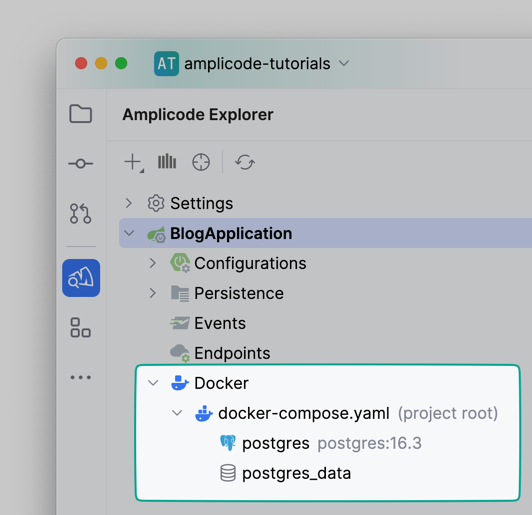 AT amplicode-tutorials
Amplicode Explorer
Settings
BlogApplication
Configurations
Persistence
Events
Endpoints
Docker
docker-compose.yaml (project root)
postgres postgres:16.3
postgres_data